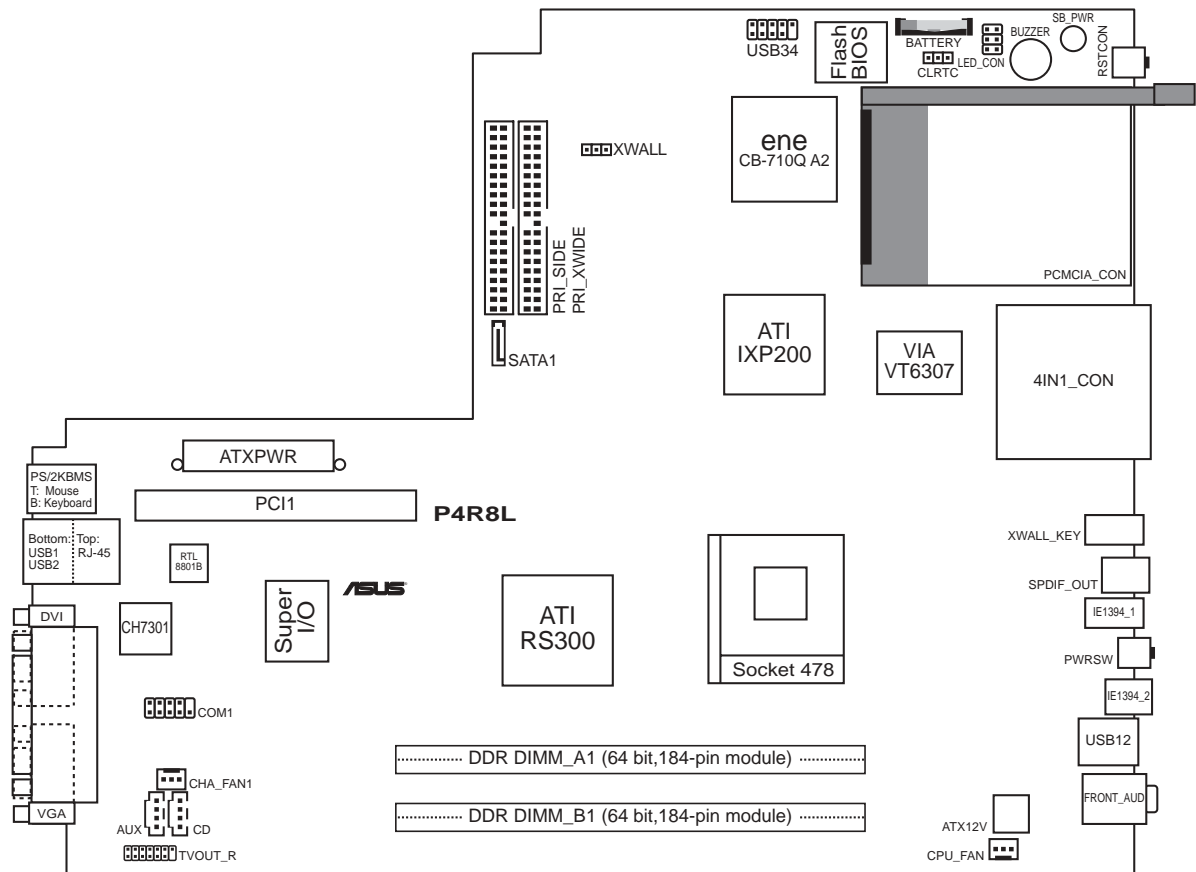 SB_PWR
USB34
Flash
BIOS
BATTERY
CLRTC
LED_CON
BUZZER
RSTCON
ene
CB-710Q A2
XWALL
PCMCIA_CON
PRI_SIDE
PRI_XWIDE
SATA1
ATI
IXP200
VIA
VT6307
4IN1_CON
ATXPWR
PS/2KBMS
T: Mouse
B: Keyboard
PCI1
P4R8L
Bottom:
USB1
USB2
Top:
RJ-45
RTL
8801B
XWALL_KEY
SPDIF_OUT
IE1394_1
DVI
CH7301
Super
I/O
ASUS
ATI
RS300
Socket 478
PWRSW
IE1394_2
COM1
USB12
DDR DIMM_A1 (64 bit,184-pin module)
CHA_FAN1
FRONT_AUD
VGA
AUX
CD
DDR DIMM_B1 (64 bit,184-pin module)
ATX12V
TVOUT_R
CPU_FAN